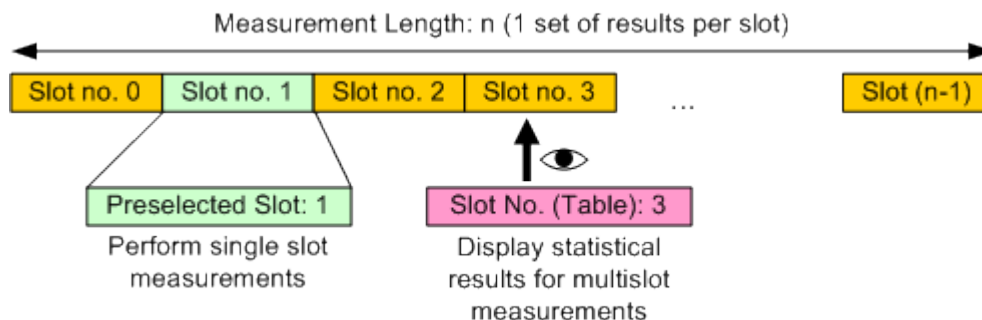 Measurement Length: n (1 set of results per slot)
Slot no. 0 Slot no. 1 Slot no. 2 Slot no. 3 ... Slot (n-1)
Preselected Slot: 1 Slot No. (Table): 3
Perform single slot
measurements
Display statistical
results for multislot
measurements